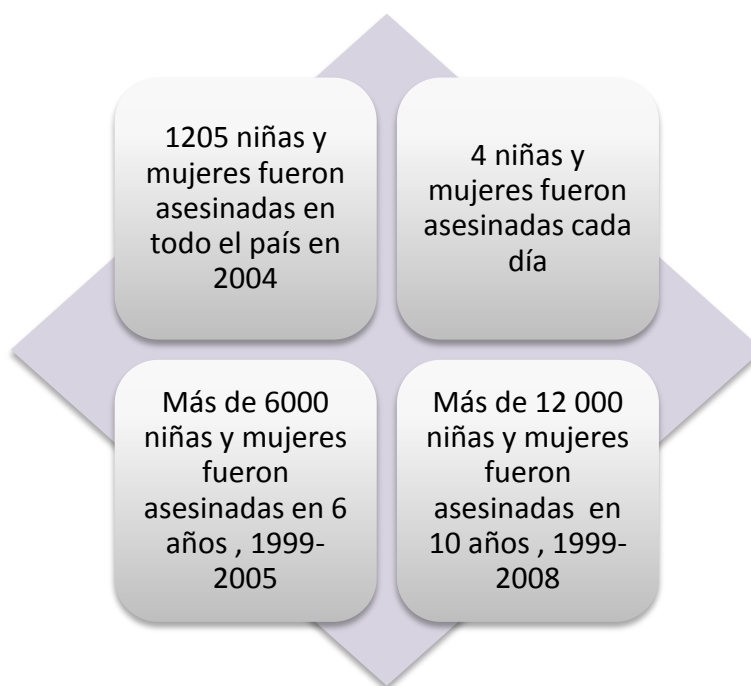 1205 niñas y
mujeres fueron
asesinadas en
todo el país en
2004
4 niñas y
mujeres fueron
asesinadas cada
día
Más de 6000
niñas y mujeres
fueron
asesinadas en 6
años , 1999-
2005
Más de 12 000
niñas y mujeres
fueron
asesinadas  en
10 años , 1999-
2008